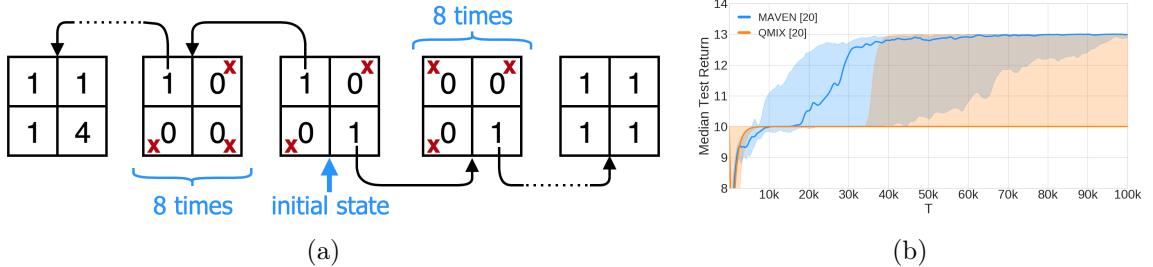 8 times
1 1
1 4
1 0 x
x 0 0 x
1 0 x
x 0 1
x 0 0 x
x 0 1
1 1
1 1
8 times
initial state
(a)
Median Test Return
14
13
12
11
10
9
8
MAVEN [20]
QMIX [20]
10k 20k 30k 40k 50k 60k 70k 80k 90k 100k
T
(b)